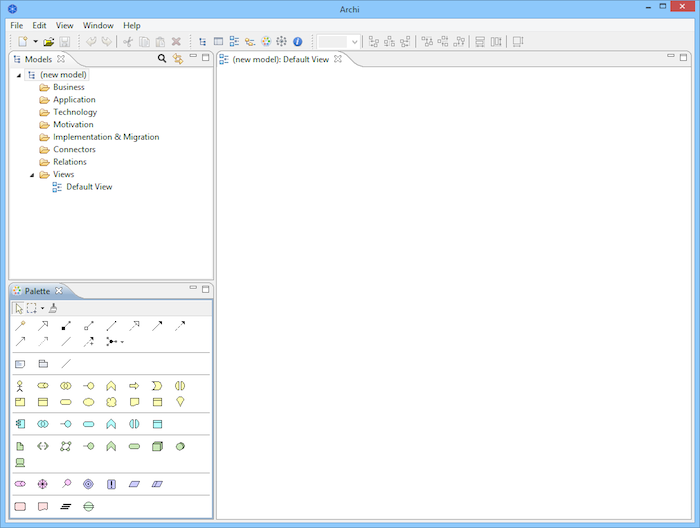 Archi
File Edit View Window Help
Models
(new model)
Business
Application
Technology
Motivation
Implementation & Migration
Connectors
Relations
Views
Default View
(new model): Default View
Palette